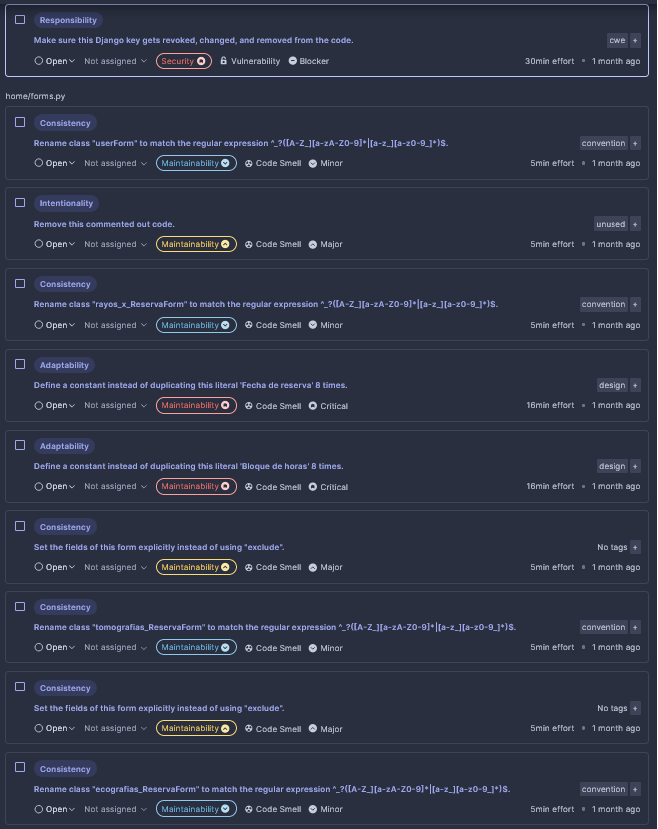 Responsibility
Make sure this Django key gets revoked, changed, and removed from the code. cwe +
Open Not assigned Security Vulnerability Blocker 30min effort • 1 month ago
home/forms.py
Consistency
Rename class "userForm" to match the regular expression ^_?([A-Z_][a-zA-Z0-9]*|[a-z_][a-z0-9_]*)$. convention +
Open Not assigned Maintainability Code Smell Minor 5min effort • 1 month ago
Intentionality
Remove this commented out code. unused +
Open Not assigned Maintainability Code Smell Major 5min effort • 1 month ago
Consistency
Rename class "rayos_x_ReservaForm" to match the regular expression ^_?([A-Z_][a-zA-Z0-9]*|[a-z_][a-z0-9_]*)$. convention +
Open Not assigned Maintainability Code Smell Minor 5min effort • 1 month ago
Adaptability
Define a constant instead of duplicating this literal 'Fecha de reserva' 8 times. design +
Open Not assigned Maintainability Code Smell Critical 16min effort • 1 month ago
Adaptability
Define a constant instead of duplicating this literal 'Bloque de horas' 8 times. design +
Open Not assigned Maintainability Code Smell Critical 16min effort • 1 month ago
Consistency
Set the fields of this form explicitly instead of using "exclude". No tags +
Open Not assigned Maintainability Code Smell Major 5min effort • 1 month ago
Consistency
Rename class "tomografias_ReservaForm" to match the regular expression ^_?([A-Z_][a-zA-Z0-9]*|[a-z_][a-z0-9_]*)$. convention +
Open Not assigned Maintainability Code Smell Minor 5min effort • 1 month ago
Consistency
Set the fields of this form explicitly instead of using "exclude". No tags +
Open Not assigned Maintainability Code Smell Major 5min effort • 1 month ago
Consistency
Rename class "ecografias_ReservaForm" to match the regular expression ^_?([A-Z_][a-zA-Z0-9]*|[a-z_][a-z0-9_]*)$. convention +
Open Not assigned Maintainability Code Smell Minor 5min effort • 1 month ago